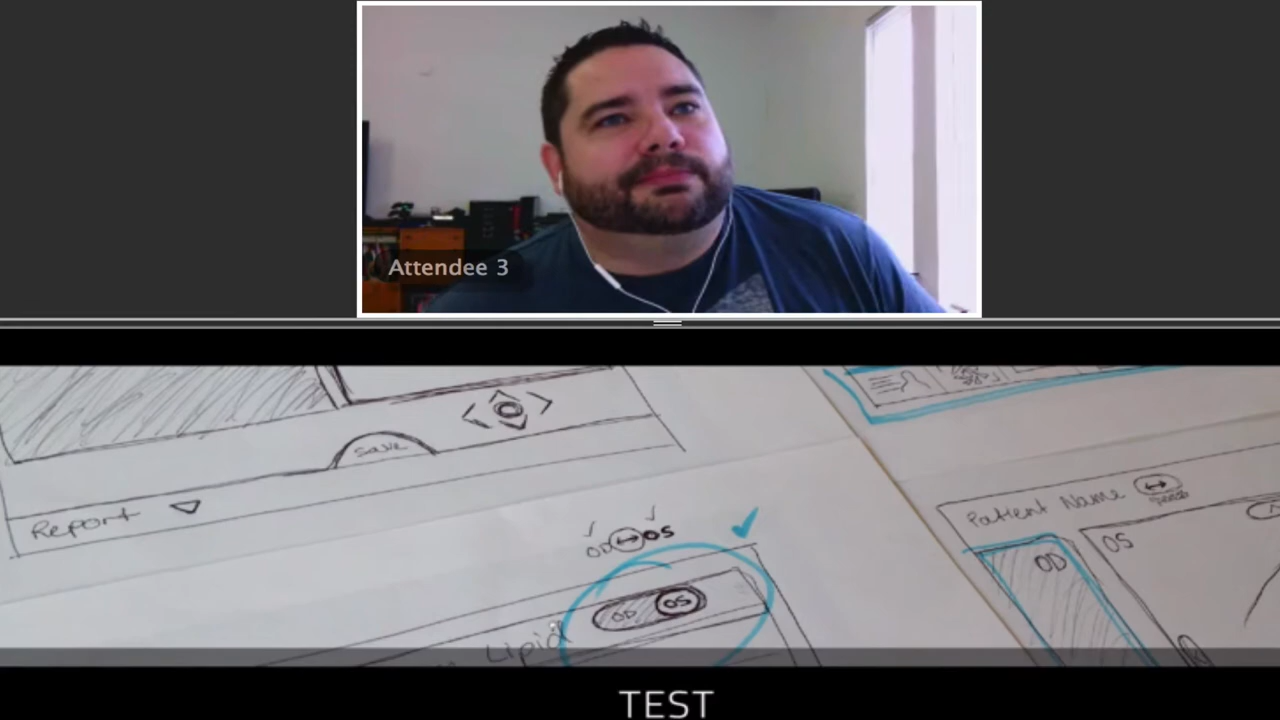 Attendee 3
Save
Report
OD OS
OD OS
Lipid
Patient Name
OD
OS
TEST